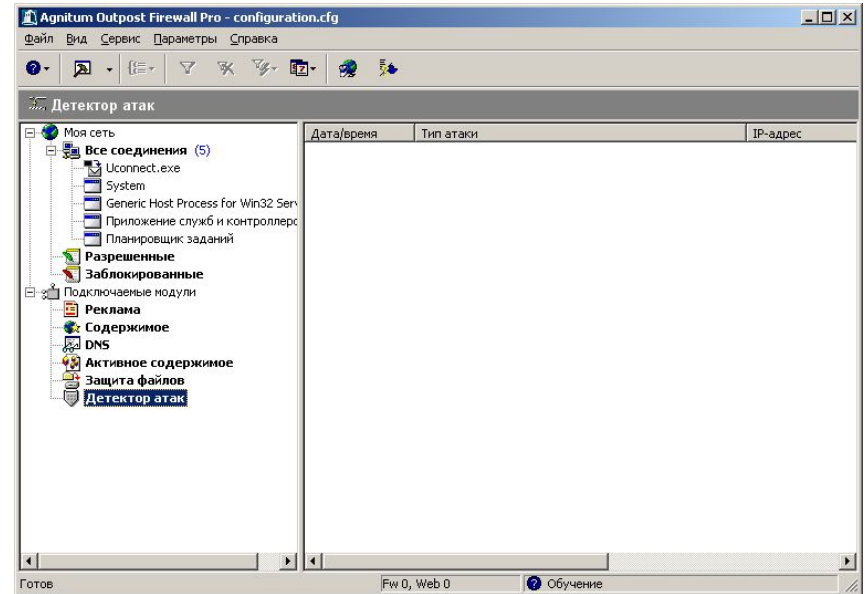 Agnitum Outpost Firewall Pro - configuration.cfg
Файл Вид Сервис Параметры Справка
Детектор атак
Моя сеть
Все соединения (5)
Uconnect.exe
System
Generic Host Process for Win32 Serv
Приложение служб и контроллеро
Планировщик заданий
Разрешенные
Заблокированные
Подключаемые модули
Реклама
Содержимое
DNS
Активное содержимое
Защита файлов
Детектор атак
Дата/время Тип атаки IP-адрес
Готов Fw 0, Web 0 Обучение